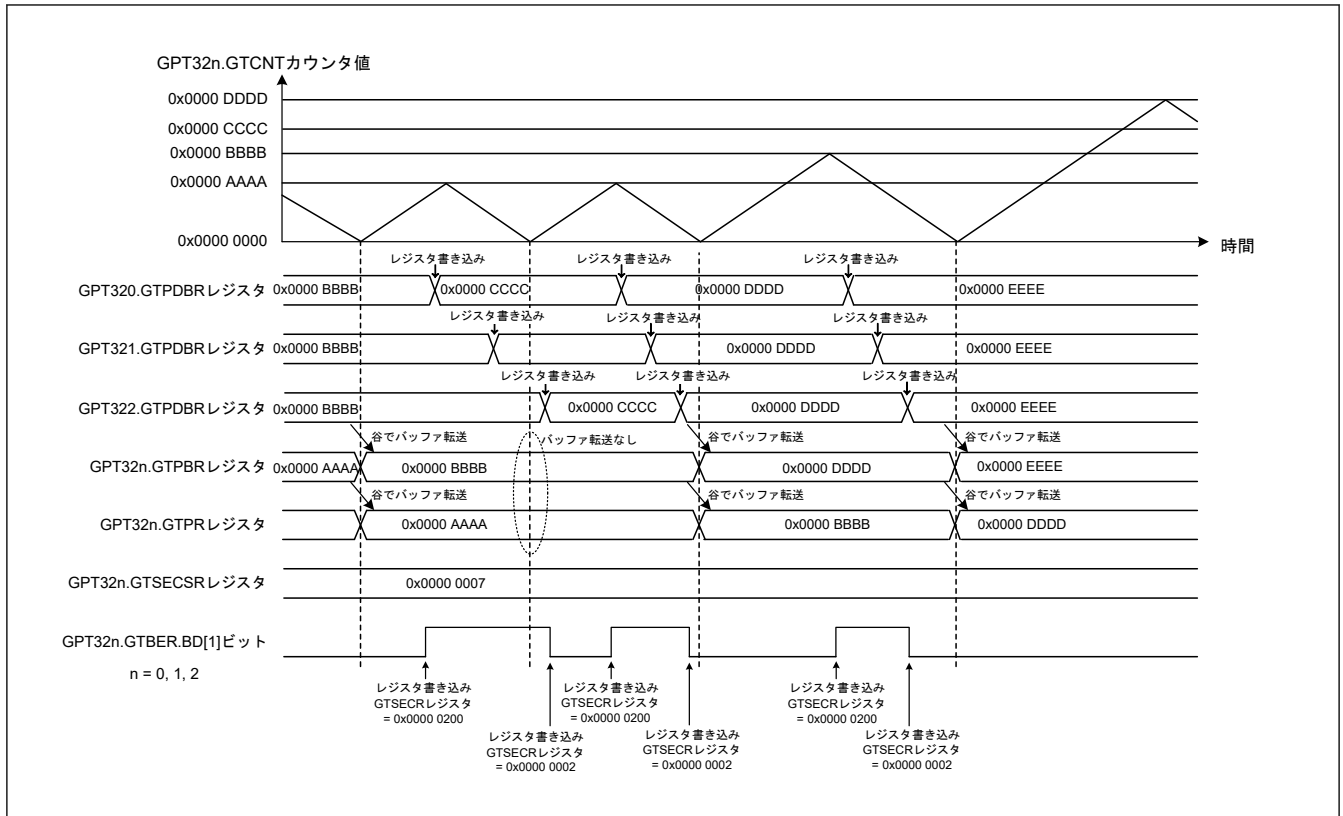 GPT32n.GTCNTカウンタ値
0x0000 DDDD
0x0000 CCCC
0x0000 BBBB
0x0000 AAAA
0x0000 0000
時間
レジスタ書き込み レジスタ書き込み レジスタ書き込み
GPT320.GTPDBRレジスタ 0x0000 BBBB 0x0000 CCCC 0x0000 DDDD 0x0000 EEEE
レジスタ書き込み レジスタ書き込み レジスタ書き込み
GPT321.GTPDBRレジスタ 0x0000 BBBB 0x0000 DDDD 0x0000 EEEE
レジスタ書き込み レジスタ書き込み レジスタ書き込み
GPT322.GTPDBRレジスタ 0x0000 BBBB 0x0000 CCCC 0x0000 DDDD 0x0000 EEEE
谷でバッファ転送 バッファ転送なし 谷でバッファ転送 谷でバッファ転送
GPT32n.GTPBRレジスタ 0x0000 AAAA 0x0000 BBBB 0x0000 DDDD 0x0000 EEEE
谷でバッファ転送 谷でバッファ転送 谷でバッファ転送
GPT32n.GTPRレジスタ 0x0000 AAAA 0x0000 BBBB 0x0000 DDDD
GPT32n.GTSECSRレジスタ 0x0000 0007
GPT32n.GTBER.BD[1]ビット
n = 0, 1, 2
レジスタ書き込み
GTSECRレジスタ
= 0x0000 0200
レジスタ書き込み
GTSECRレジスタ
= 0x0000 0002
レジスタ書き込み
GTSECRレジスタ
= 0x0000 0200
レジスタ書き込み
GTSECRレジスタ
= 0x0000 0002
レジスタ書き込み
GTSECRレジスタ
= 0x0000 0200
レジスタ書き込み
GTSECRレジスタ
= 0x0000 0002